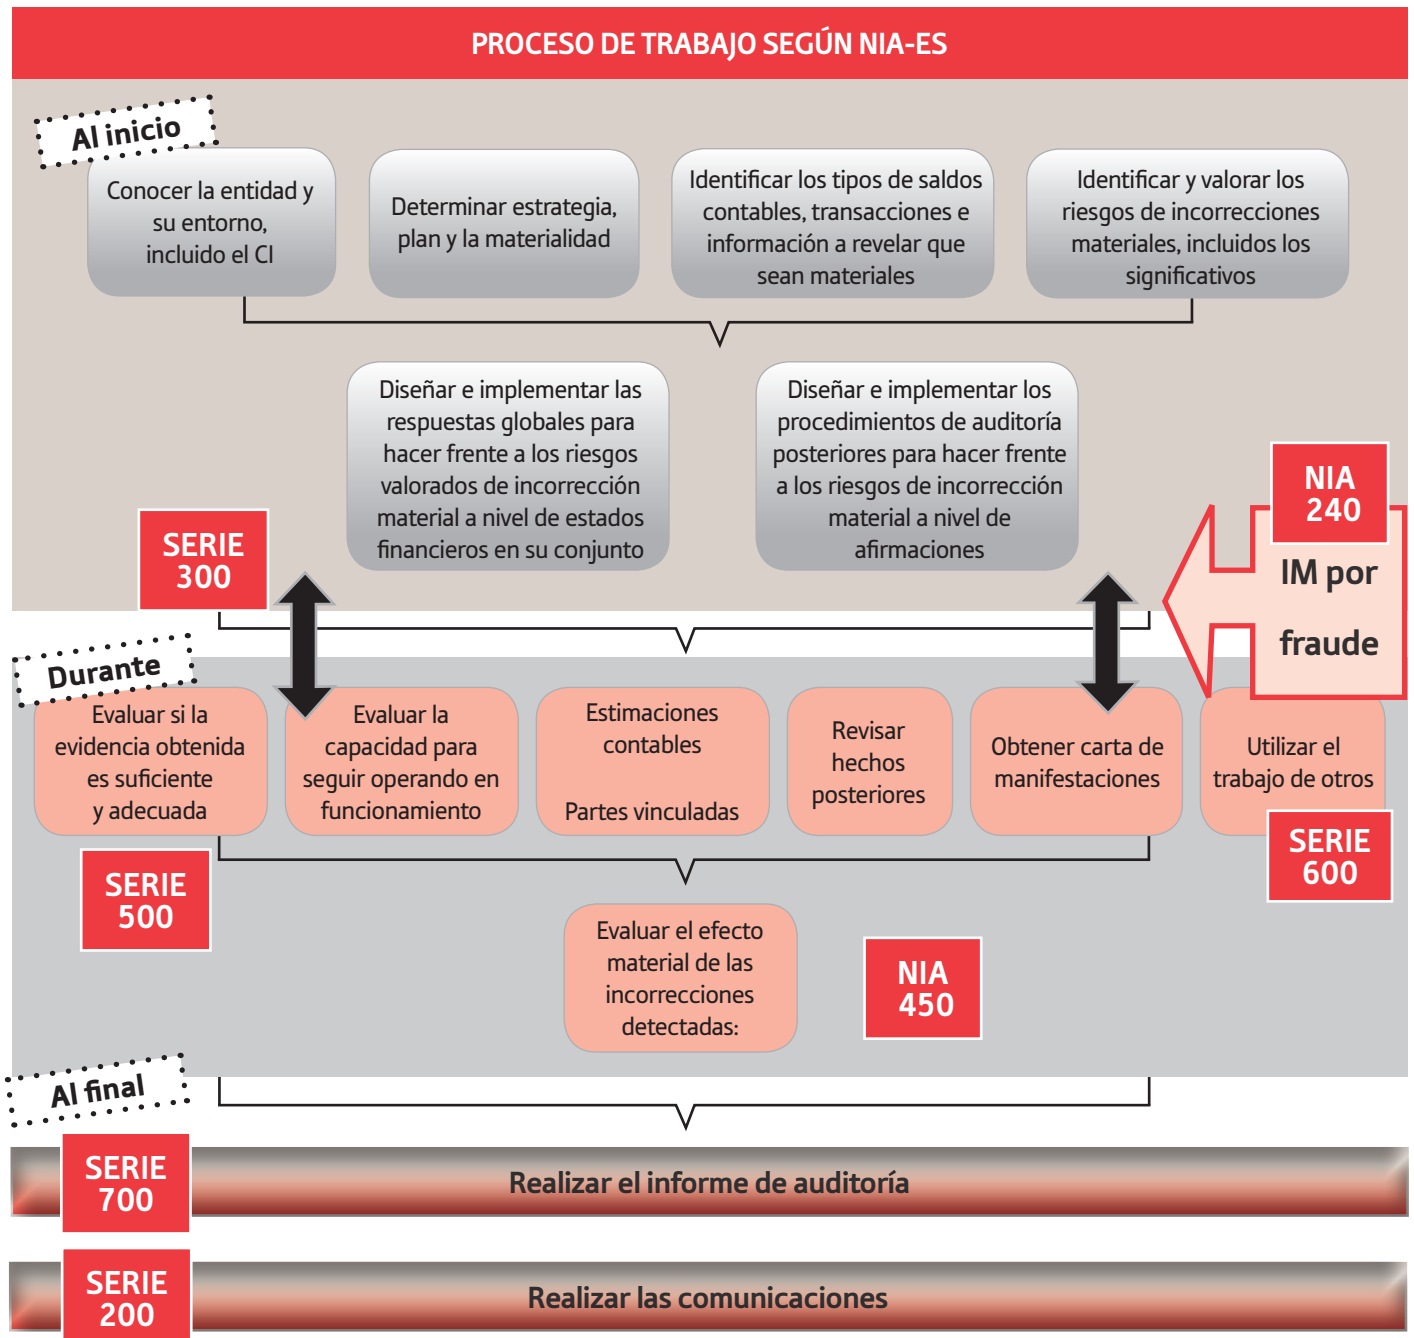 PROCESO DE TRABAJO SEGÚN NIA-ES
Al inicio
Conocer la entidad y
su entorno,
incluido el CI
Determinar estrategia,
plan y la materialidad
Identificar los tipos de saldos
contables, transacciones e
información a revelar que
sean materiales
Identificar y valorar los
riesgos de incorrecciones
materiales, incluidos los
significativos
Diseñar e implementar las
respuestas globales para
hacer frente a los riesgos
valorados de incorrección
material a nivel de estados
financieros en su conjunto
Diseñar e implementar los
procedimientos de auditoría
posteriores para hacer frente
a los riesgos de incorrección
material a nivel de
afirmaciones
NIA
240
IM por
fraude
SERIE
300
Durante
Evaluar si la
evidencia obtenida
es suficiente
y adecuada
Evaluar la
capacidad para
seguir operando en
funcionamiento
Estimaciones
contables
Partes vinculadas
Revisar
hechos
posteriores
Obtener carta de
manifestaciones
Utilizar el
trabajo de otros
SERIE
500
SERIE
600
Evaluar el efecto
material de las
incorrecciones
detectadas:
NIA
450
Al final
SERIE
700
Realizar el informe de auditoría
SERIE
200
Realizar las comunicaciones